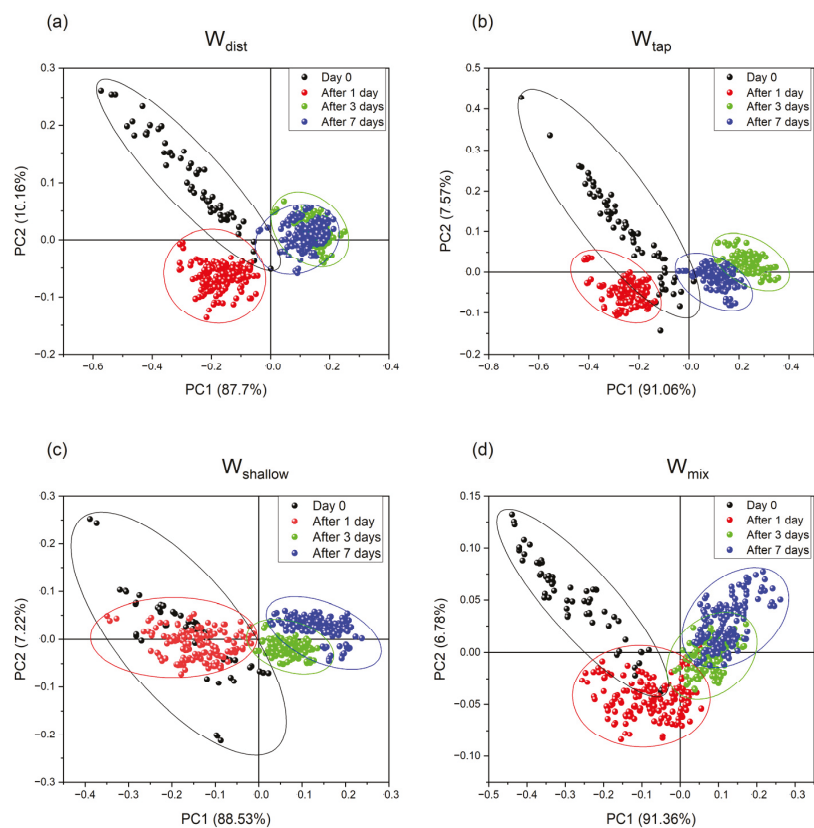 (a)
W_dist
Day 0
After 1 day
After 3 days
After 7 days
0.3
0.2
0.1
0.0
−0.1
−0.2
PC2 (10.16%)
−0.6
−0.4
−0.2
0.0
0.2
0.4
PC1 (87.7%)
(b)
W_tap
Day 0
After 1 day
After 3 days
After 7 days
0.5
0.4
0.3
0.2
0.1
0.0
−0.1
−0.2
PC2 (7.57%)
−0.6
−0.4
−0.2
0.0
0.2
0.4
PC1 (91.06%)
(c)
W_shallow
Day 0
After 1 day
After 3 days
After 7 days
0.3
0.2
0.1
0.0
−0.1
−0.2
−0.3
PC2 (7.22%)
−0.4
−0.3
−0.2
−0.1
0.0
0.1
0.2
0.3
PC1 (88.53%)
(d)
W_mix
Day 0
After 1 day
After 3 days
After 7 days
0.15
0.10
0.05
0.00
−0.05
−0.10
PC2 (6.78%)
−0.5
−0.4
−0.3
−0.2
−0.1
0.0
0.1
0.2
0.3
PC1 (91.36%)